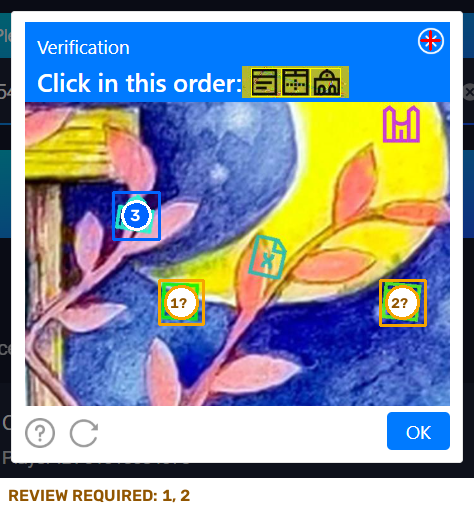 Verification
Click in this order:
3
1?
2?
OK
REVIEW REQUIRED: 1, 2